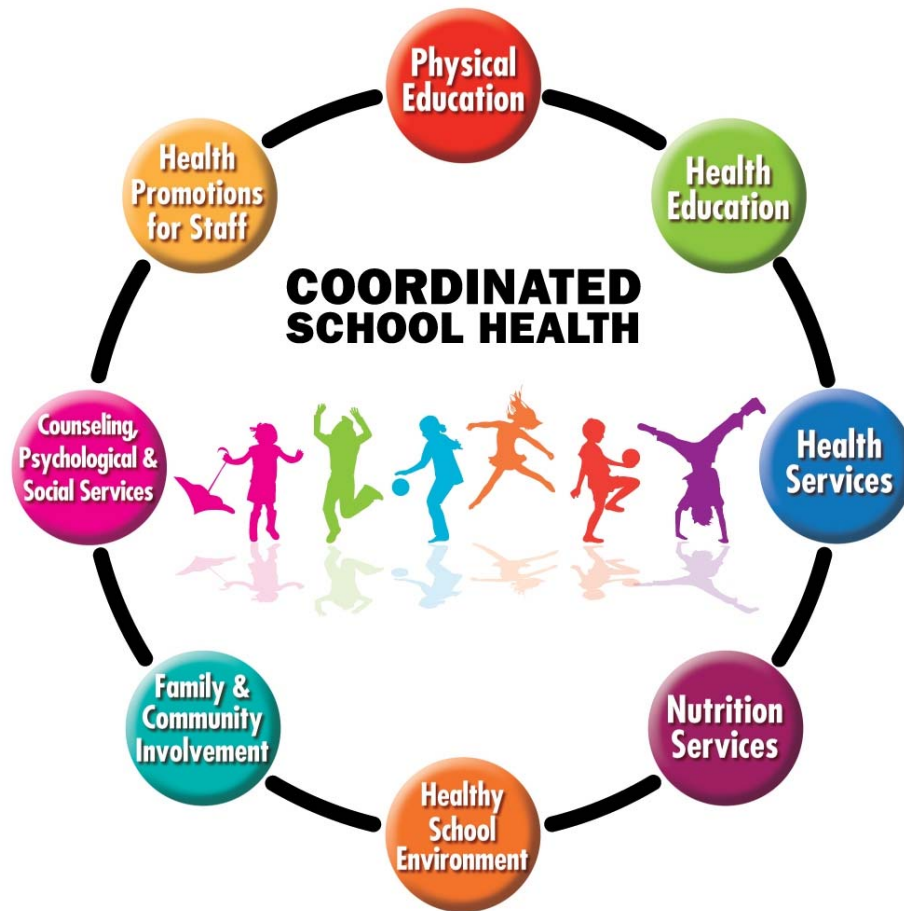 Physical
Education
Health
Education
Health
Services
Nutrition
Services
Healthy
School
Environment
Family &
Community
Involvement
Counseling,
Psychological &
Social Services
Health
Promotions
for Staff
COORDINATED
SCHOOL HEALTH